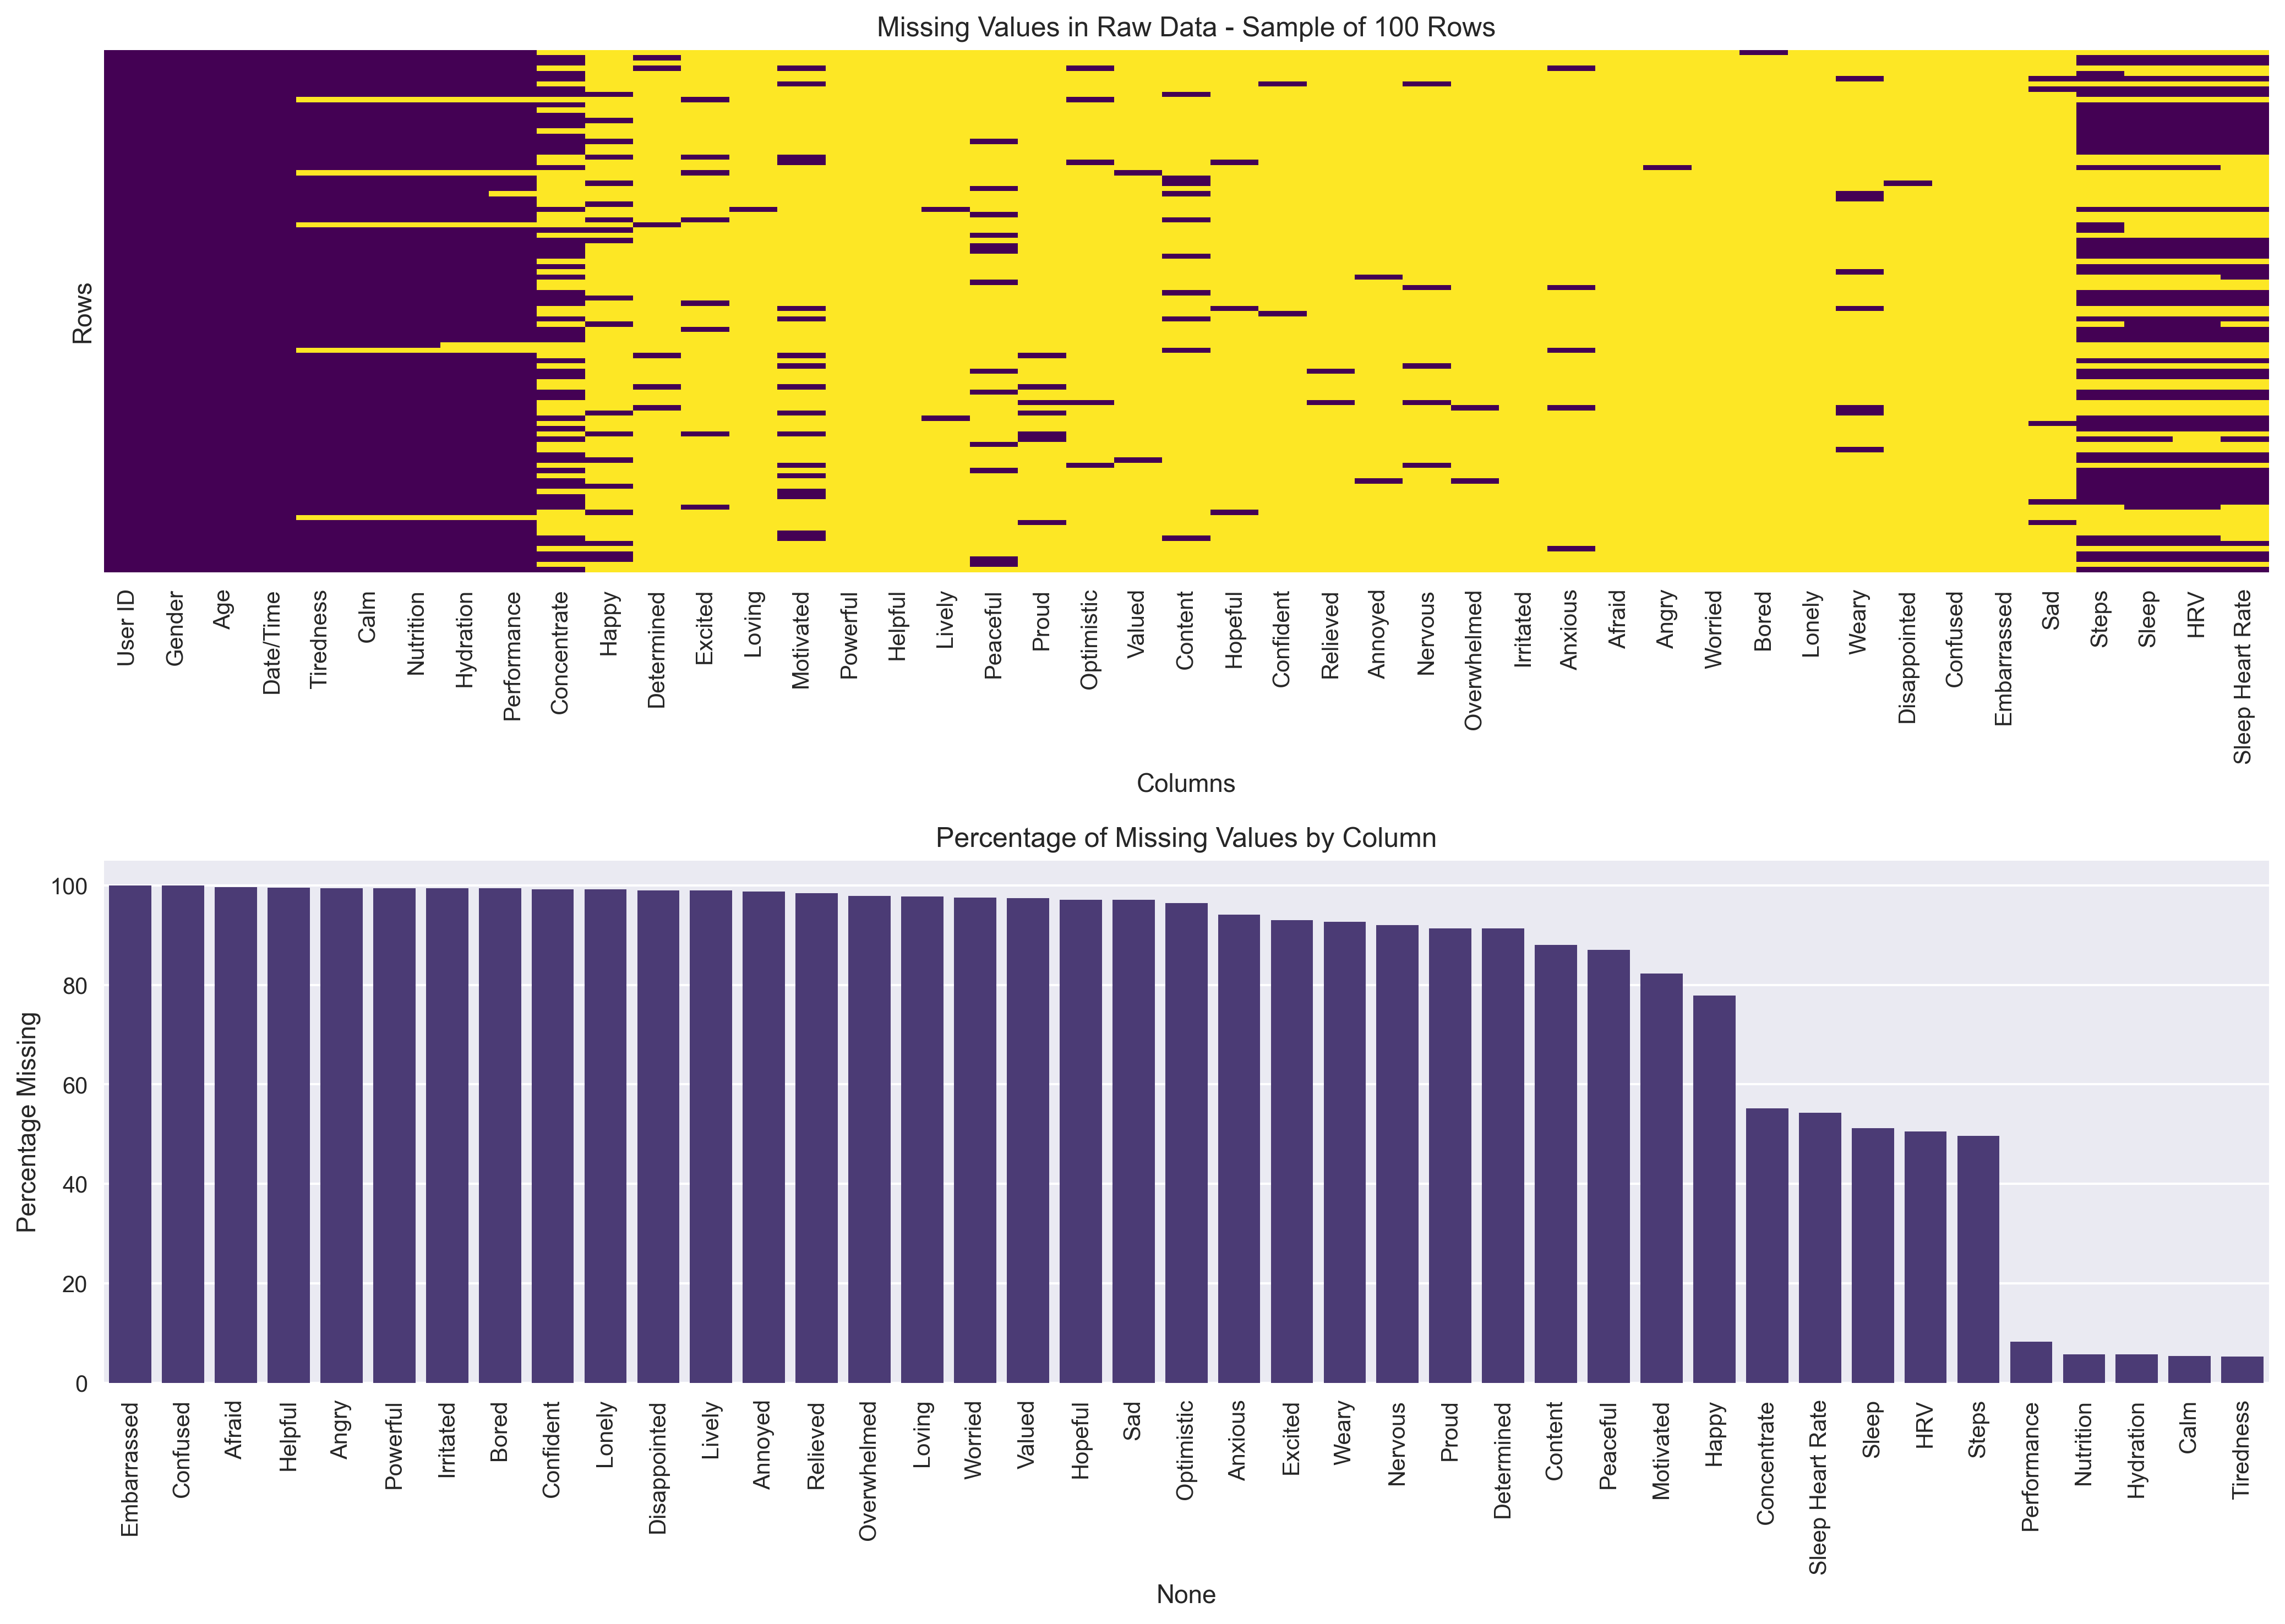 Missing Values in Raw Data - Sample of 100 Rows
Rows
User ID
Gender
Age
Date/Time
Tiredness
Calm
Nutrition
Hydration
Performance
Concentrate
Happy
Determined
Excited
Loving
Motivated
Powerful
Helpful
Lively
Peaceful
Proud
Optimistic
Valued
Content
Hopeful
Confident
Relieved
Annoyed
Nervous
Overwhelmed
Irritated
Anxious
Afraid
Angry
Worried
Bored
Lonely
Weary
Disappointed
Confused
Embarrassed
Sad
Steps
Sleep
HRV
Sleep Heart Rate
Columns
Percentage of Missing Values by Column
Percentage Missing
100
80
60
40
20
0
Embarrassed
Confused
Afraid
Helpful
Angry
Powerful
Irritated
Bored
Confident
Lonely
Disappointed
Lively
Annoyed
Relieved
Overwhelmed
Loving
Worried
Valued
Hopeful
Sad
Optimistic
Anxious
Excited
Weary
Nervous
Proud
Determined
Content
Peaceful
Motivated
Happy
Concentrate
Sleep Heart Rate
Sleep
HRV
Steps
Performance
Nutrition
Hydration
Calm
Tiredness
None